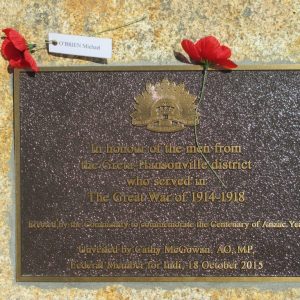 O'BRIEN Michael
In honour of the men from
the Greta-Hansonville district
who served in
The Great War of 1914-1918
Erected by the Community to commemorate the Centenary of Anzac Year
Unveiled by Cathy McGowan, AO, MP
Federal Member for Indi, 18 October 2015